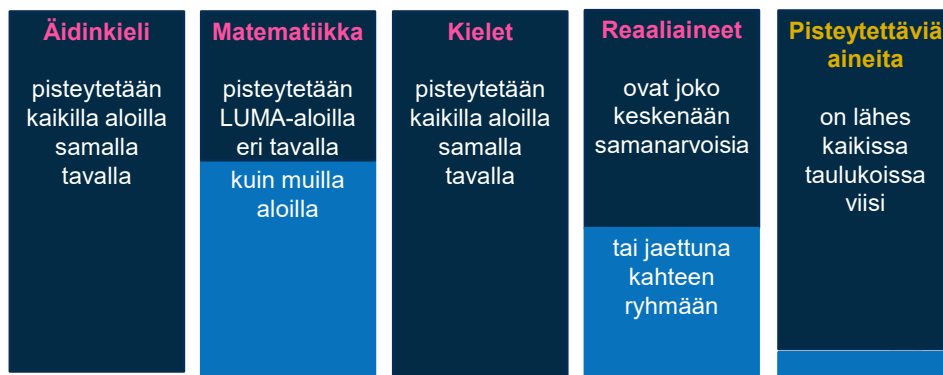 Äidinkieli
pisteytetään
kaikilla aloilla
samalla
tavalla
Matematiikka
pisteytetään
LUMA-aloilla
eri tavalla
kuin muilla
aloilla
Kielet
pisteytetään
kaikilla aloilla
samalla
tavalla
Reaaliaineet
ovat joko
keskenään
samanarvoisia
tai jaettuna
kahteen
ryhmään
Pisteytettäviä
aineita
on lähes
kaikissa
taulukoissa
viisi